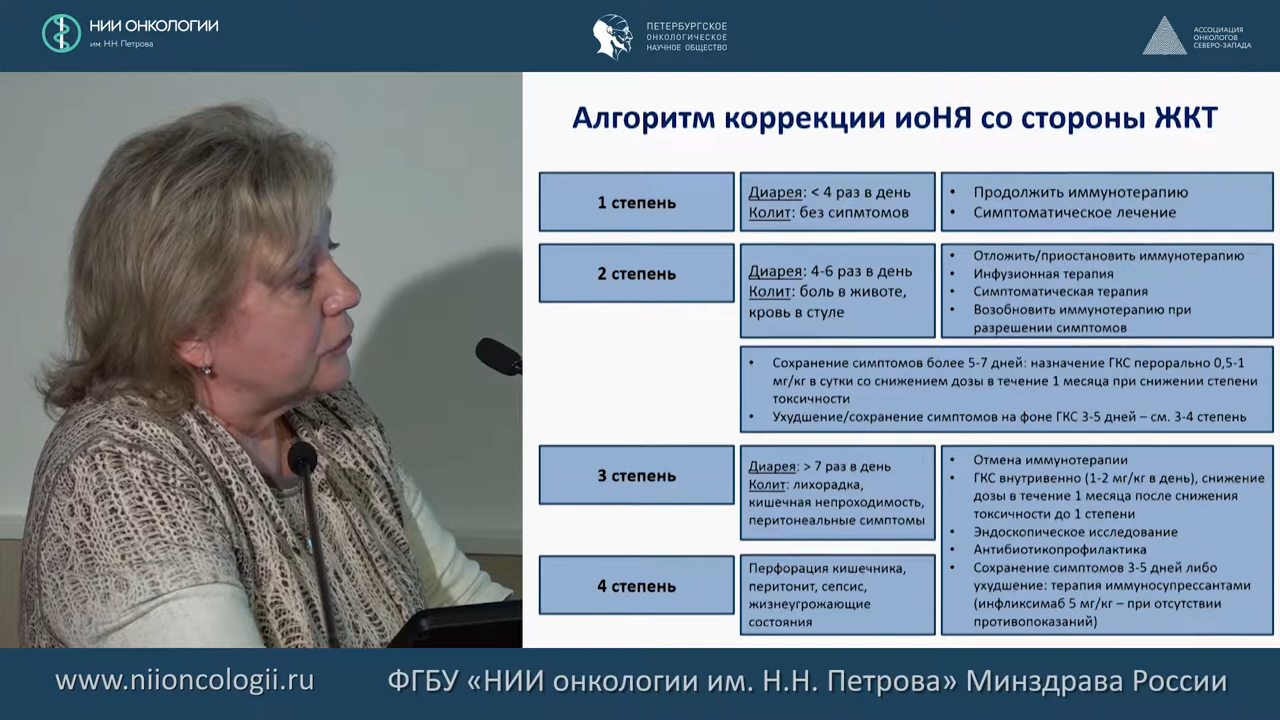 НИИ ОНКОЛОГИИ
им. Н.Н. Петрова
ПЕТЕРБУРГСКОЕ
ОНКОЛОГИЧЕСКОЕ
НАУЧНОЕ ОБЩЕСТВО
АССОЦИАЦИЯ
ОНКОЛОГОВ
СЕВЕРО-ЗАПАДА
Алгоритм коррекции иоНЯ со стороны ЖКТ
1 степень
Диарея: < 4 раз в день
Колит: без сипмтомов
• Продолжить иммунотерапию
• Симптоматическое лечение
2 степень
Диарея: 4-6 раз в день
Колит: боль в животе,
кровь в стуле
• Отложить/приостановить иммунотерапию
• Инфузионная терапия
• Симптоматическая терапия
• Возобновить иммунотерапию при
разрешении симптомов
• Сохранение симптомов более 5-7 дней: назначение ГКС перорально 0,5-1
мг/кг в сутки со снижением дозы в течение 1 месяца при снижении степени
токсичности
• Ухудшение/сохранение симптомов на фоне ГКС 3-5 дней – см. 3-4 степень
3 степень
Диарея: > 7 раз в день
Колит: лихорадка,
кишечная непроходимость,
перитонеальные симптомы
4 степень
Перфорация кишечника,
перитонит, сепсис,
жизнеугрожающие
состояния
• Отмена иммунотерапии
• ГКС внутривенно (1-2 мг/кг в день), снижение
дозы в течение 1 месяца после снижения
токсичности до 1 степени
• Эндоскопическое исследование
• Антибиотикопрофилактика
• Сохранение симптомов 3-5 дней либо
ухудшение: терапия иммуносупрессантами
(инфликсимаб 5 мг/кг – при отсутствии
противопоказаний)
www.niioncologii.ru
ФГБУ «НИИ онкологии им. Н.Н. Петрова» Минздрава России